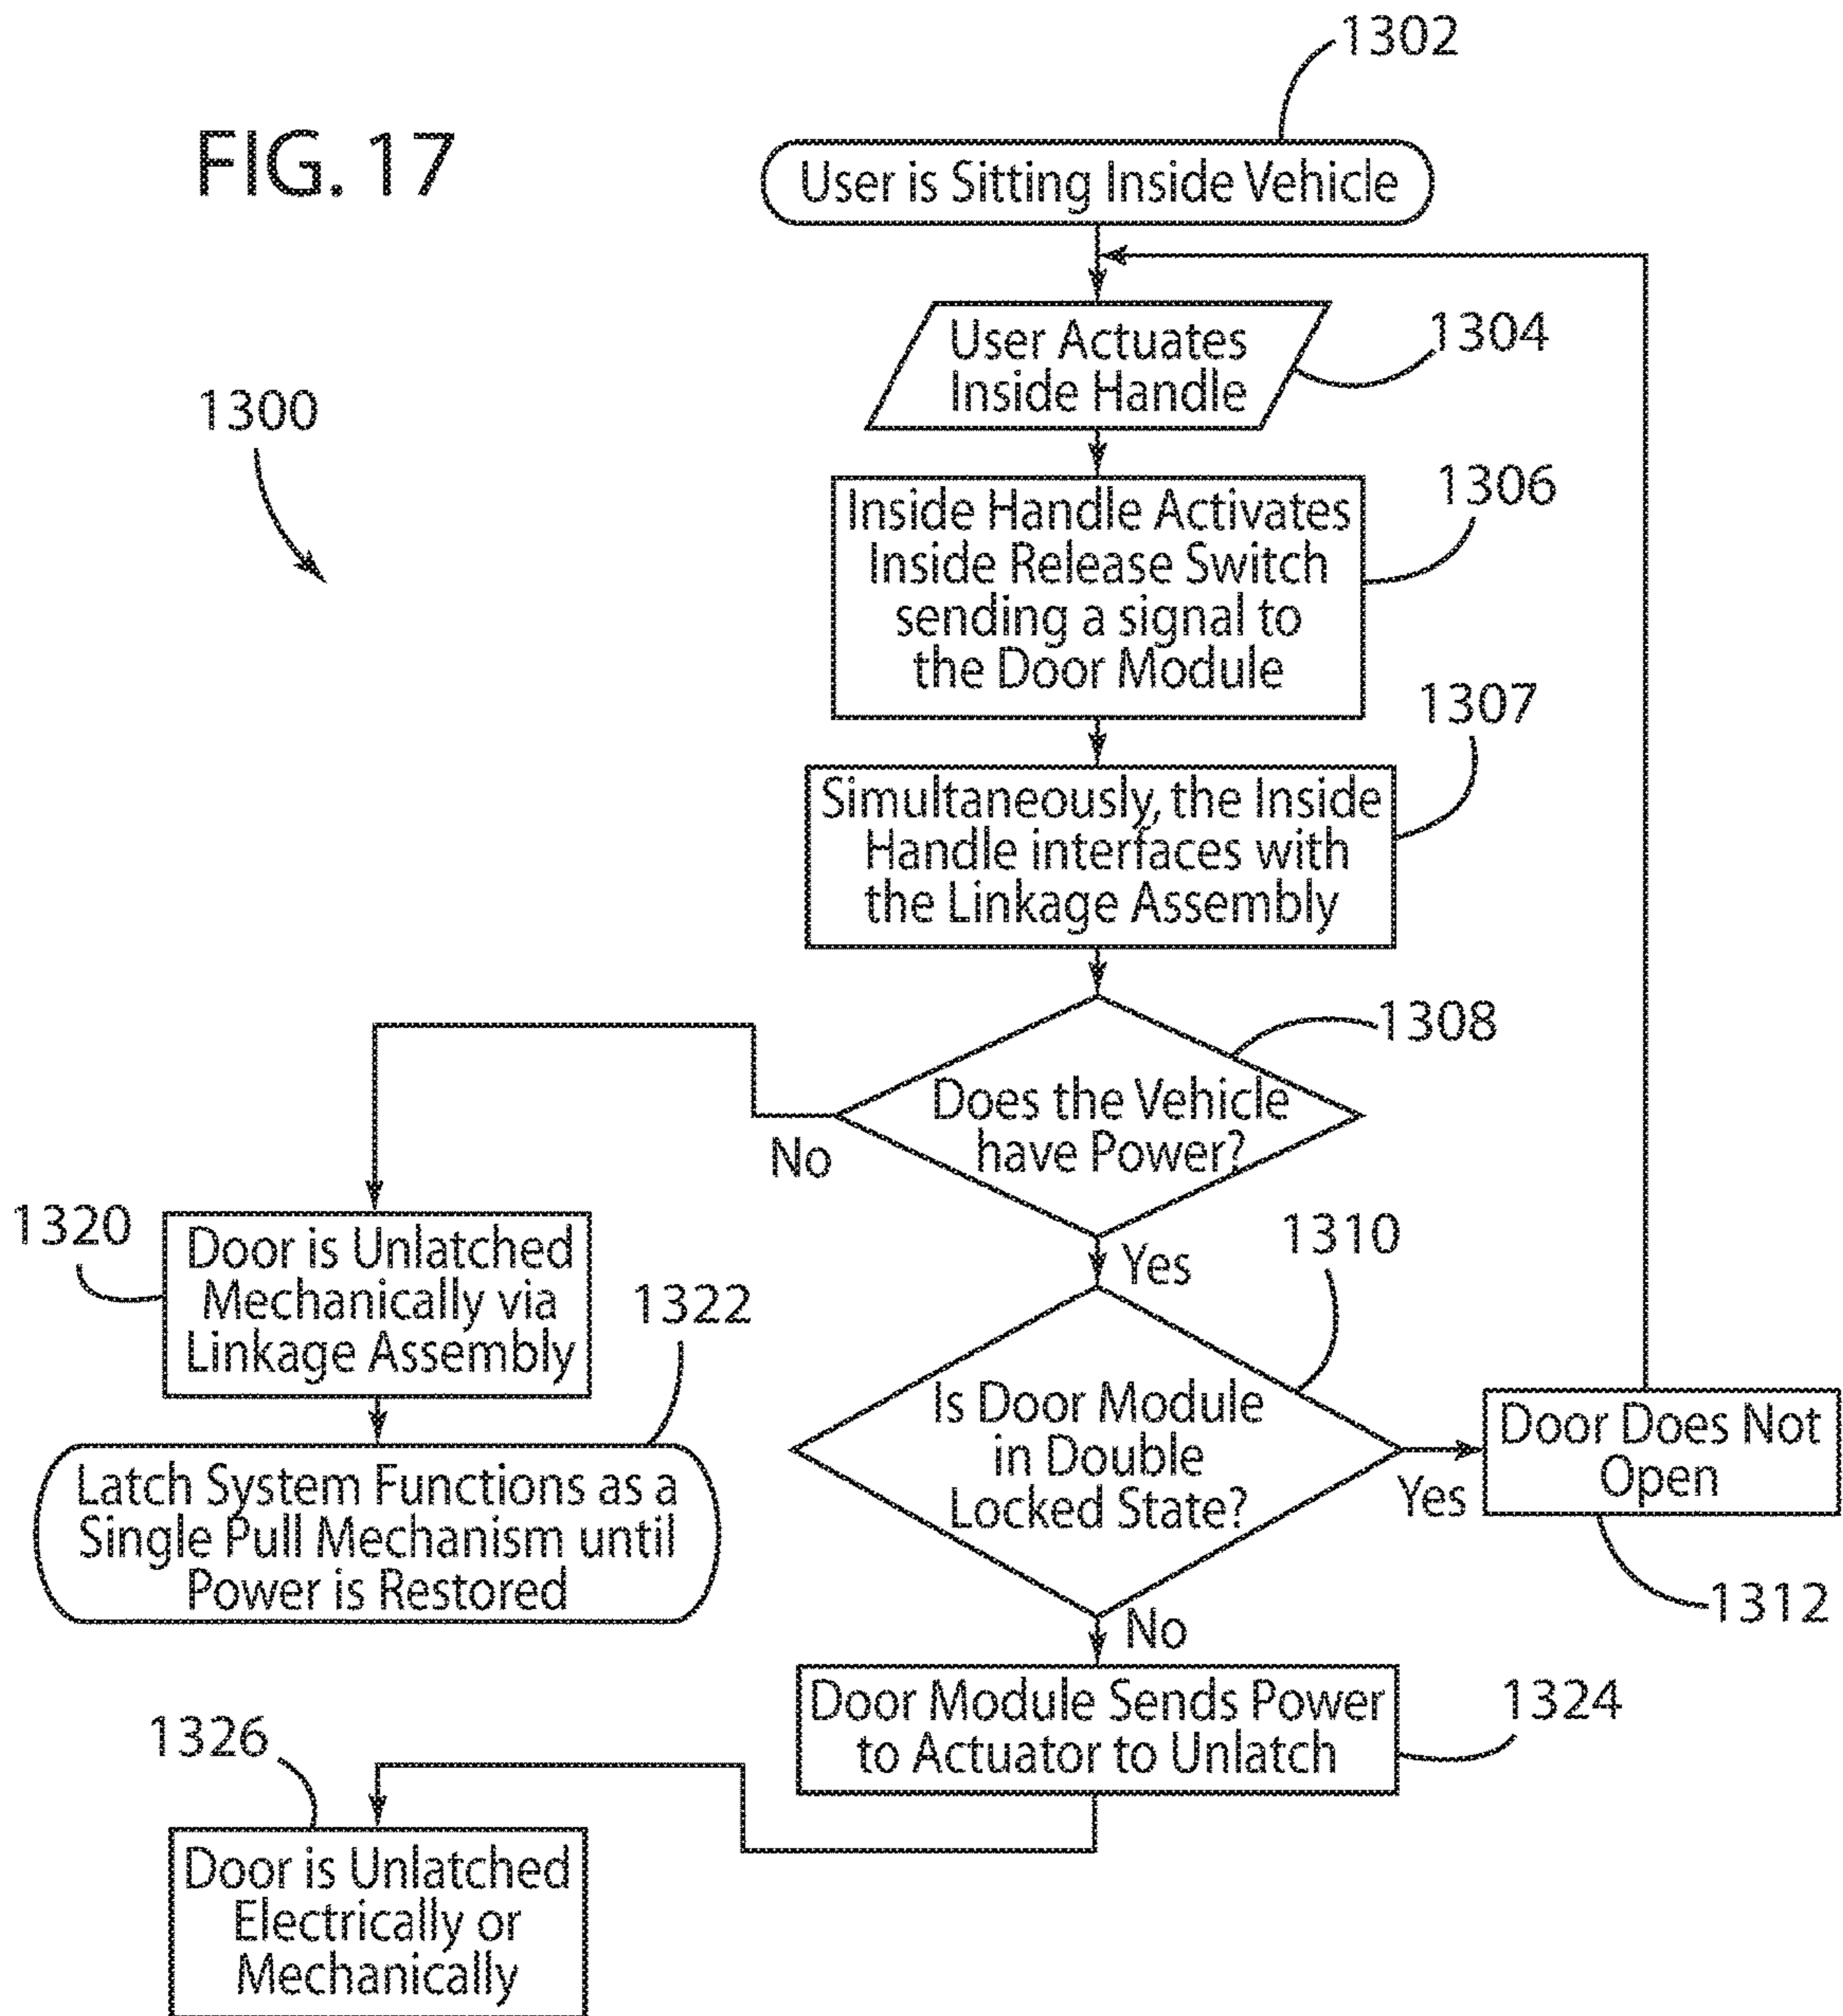 FIG. 17
1302
User is Sitting Inside Vehicle
1304
User Actuates
Inside Handle
1300
1306
Inside Handle Activates
Inside Release Switch
sending a signal to
the Door Module
1307
Simultaneously, the Inside
Handle interfaces with
the Linkage Assembly
1308
Does the Vehicle
have Power?
No
Yes
1320
Door is Unlatched
Mechanically via
Linkage Assembly
1322
Latch System Functions as a
Single Pull Mechanism until
Power is Restored
1310
Is Door Module
in Double
Locked State?
Yes
Door Does Not
Open
1312
No
Door Module Sends Power
to Actuator to Unlatch
1324
1326
Door is Unlatched
Electrically or
Mechanically